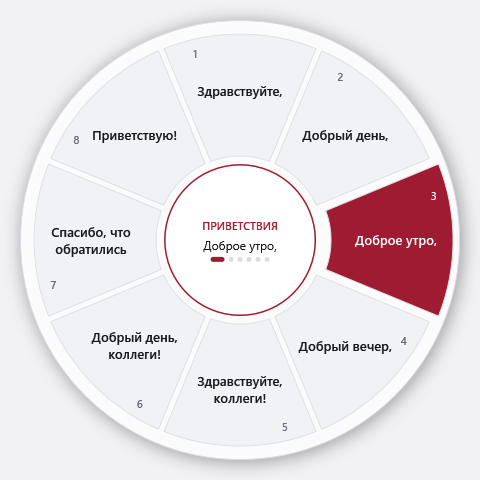 1
Здравствуйте,
2
Добрый день,
3
Доброе утро,
4
Добрый вечер,
5
Здравствуйте,
коллеги!
6
Добрый день,
коллеги!
7
Спасибо, что
обратились
8
Приветствую!
ПРИВЕТСТВИЯ
Доброе утро,